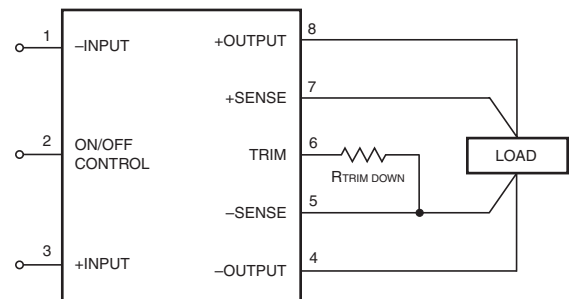 1
–INPUT
2
ON/OFF
CONTROL
3
+INPUT
+OUTPUT
8
+SENSE
7
TRIM
6
RTRIM DOWN
–SENSE
5
–OUTPUT
4
LOAD